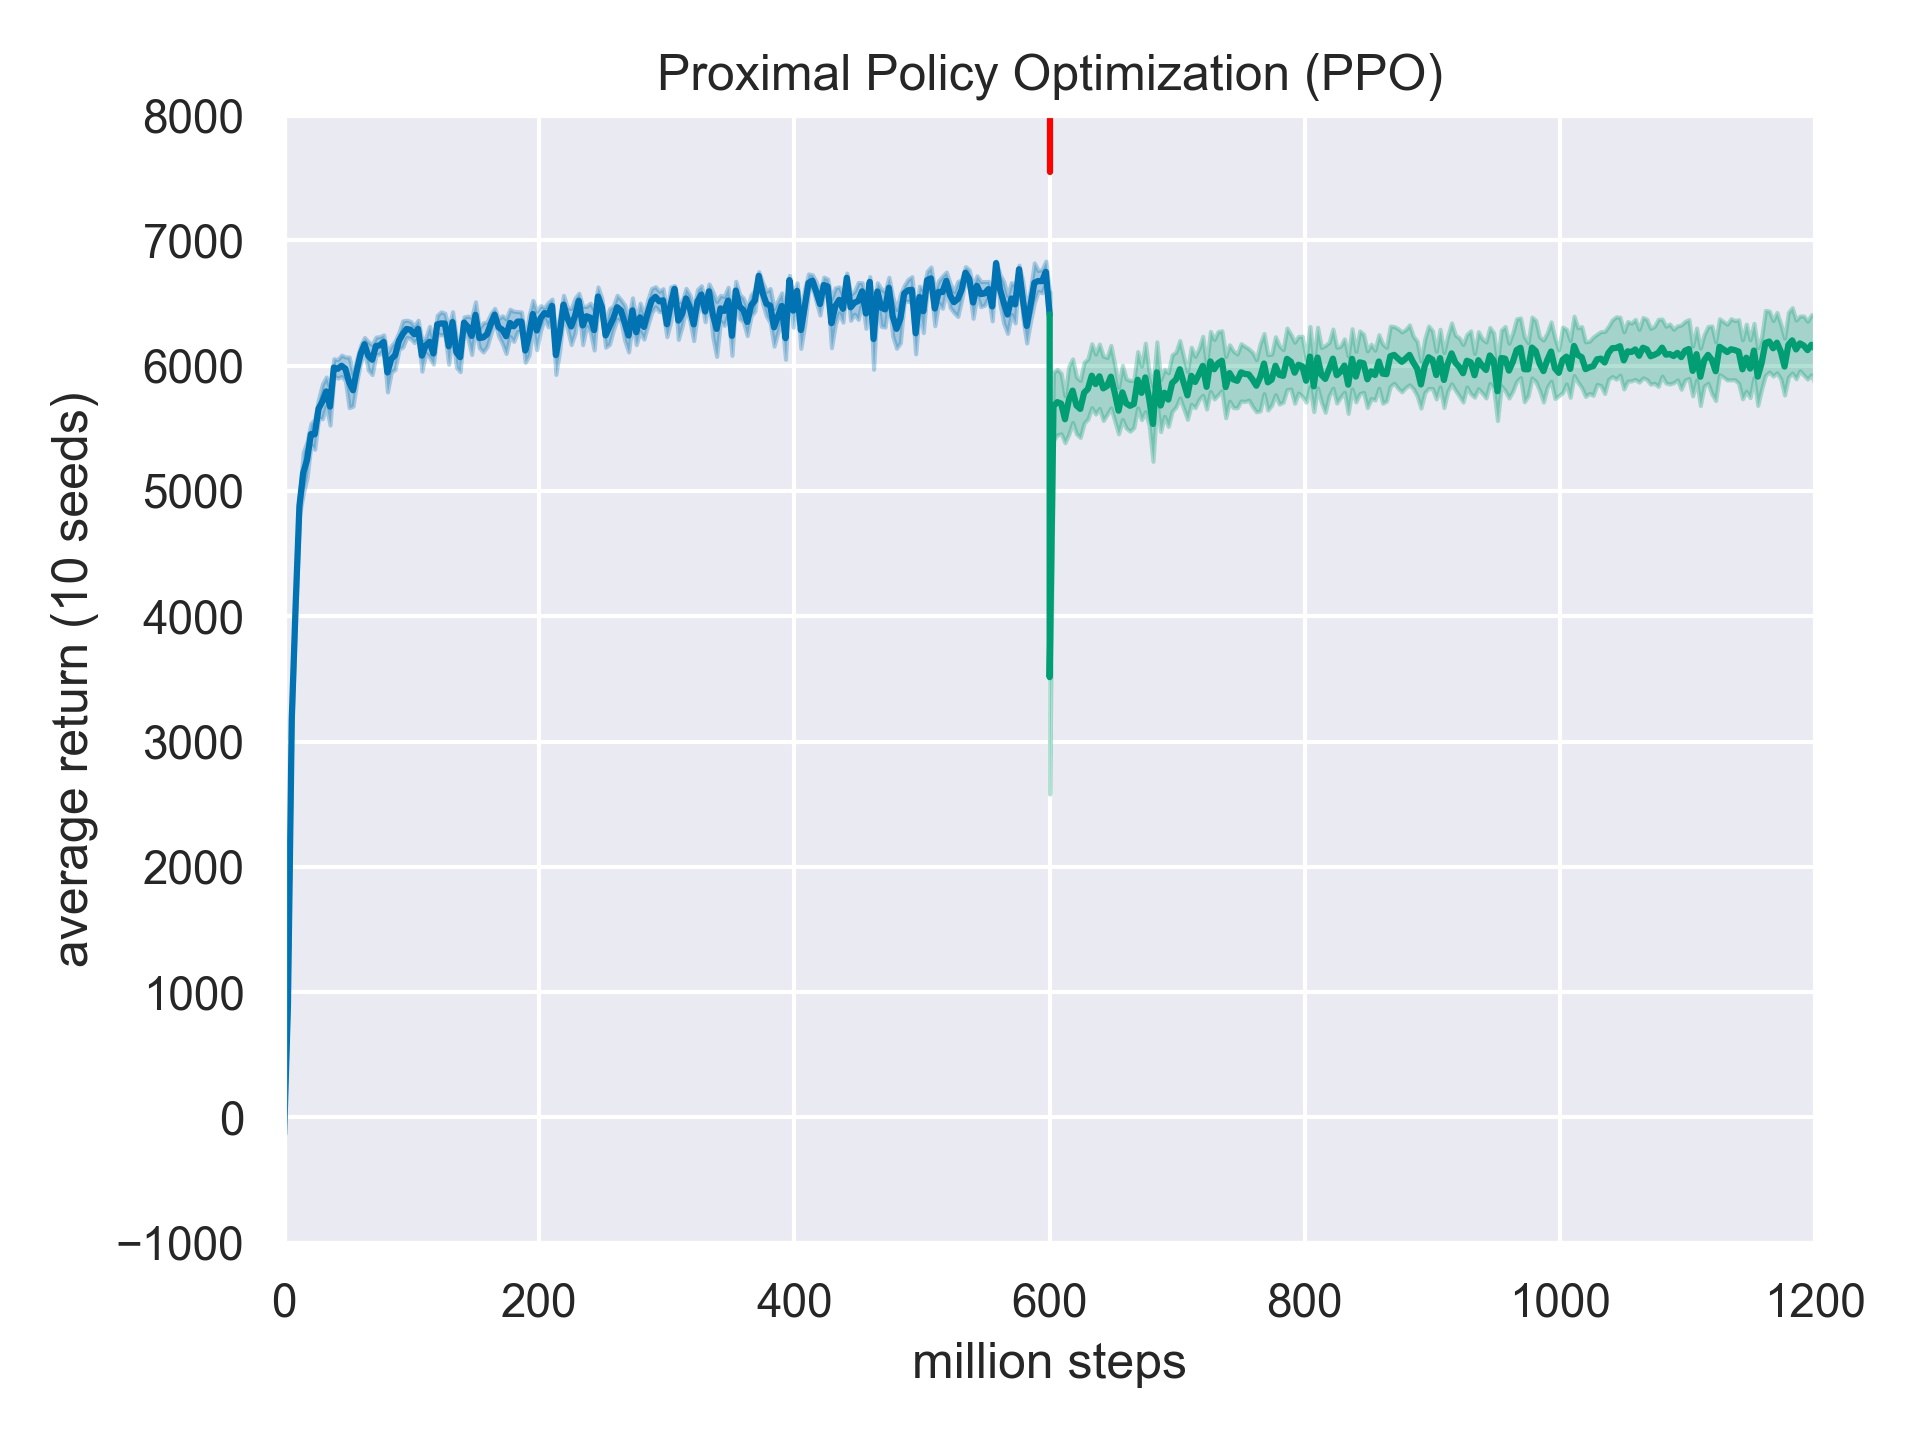 Proximal Policy Optimization (PPO)
8000
7000
6000
5000
4000
3000
2000
1000
0
−1000
average return (10 seeds)
0 200 400 600 800 1000 1200
million steps